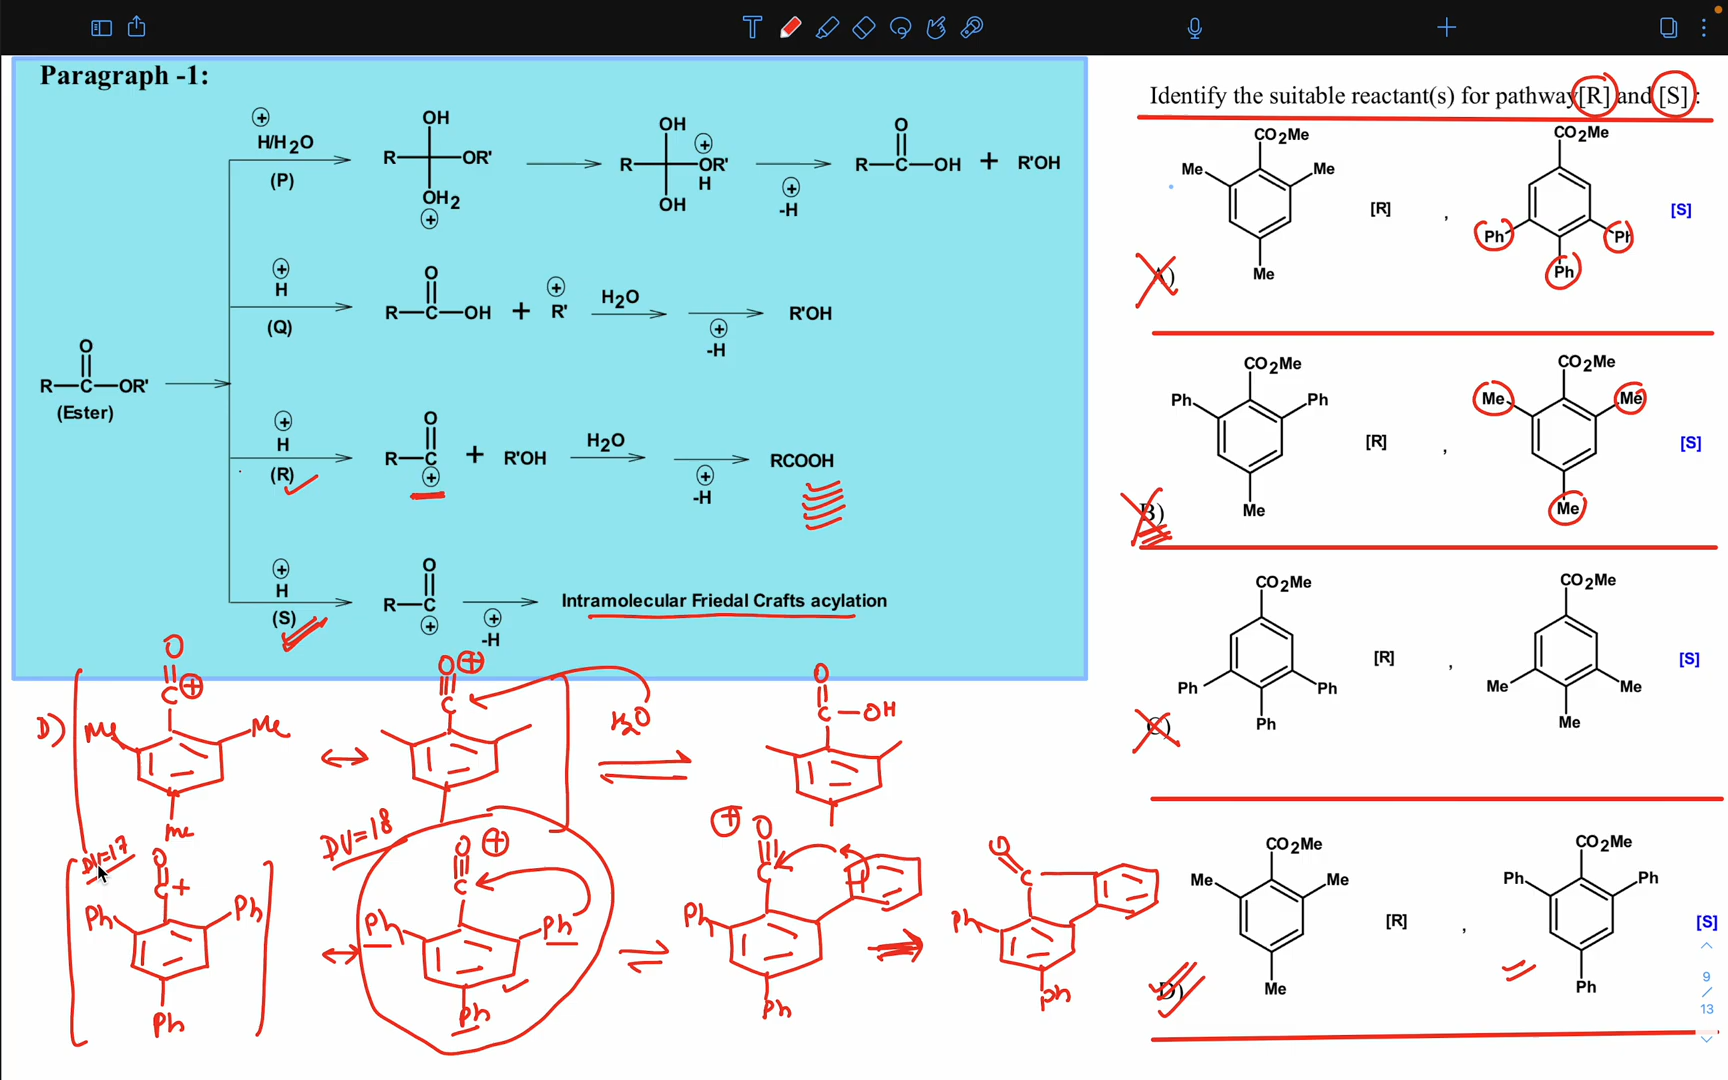 Paragraph -1:
H/H2O
(P)
OH
R OR'
OH2
OH
R OR'
H
OH
-H
O
R C OH + R'OH
H
(Q)
O
R C OH + R'
H2O
-H
R'OH
O
R C OR'
(Ester)
H
(R)
O
R C + R'OH
H2O
-H
RCOOH
H
(S)
O
R C
-H
Intramolecular Friedal Crafts acylation
Identify the suitable reactant(s) for pathway[R] and [S] :
CO2Me
Me Me
Me
[R] ,
CO2Me
Ph Ph
Ph
[S]
A)
CO2Me
Ph Ph
Me
[R] ,
CO2Me
Me Me
Me
[S]
B)
CO2Me
Ph Ph
Ph
[R] ,
CO2Me
Me Me
Me
[S]
C)
CO2Me
Me Me
Me
[R] ,
CO2Me
Ph Ph
Ph
[S]
D)
D)
O
C +
Me Me
Me
O +
C
H2O
O
C - OH
DU=17
DU=18
O
C +
Ph Ph
Ph
O +
C
Ph Ph
Ph
+ O
C
Ph
Ph
O
C
Ph
Ph
9
/
13